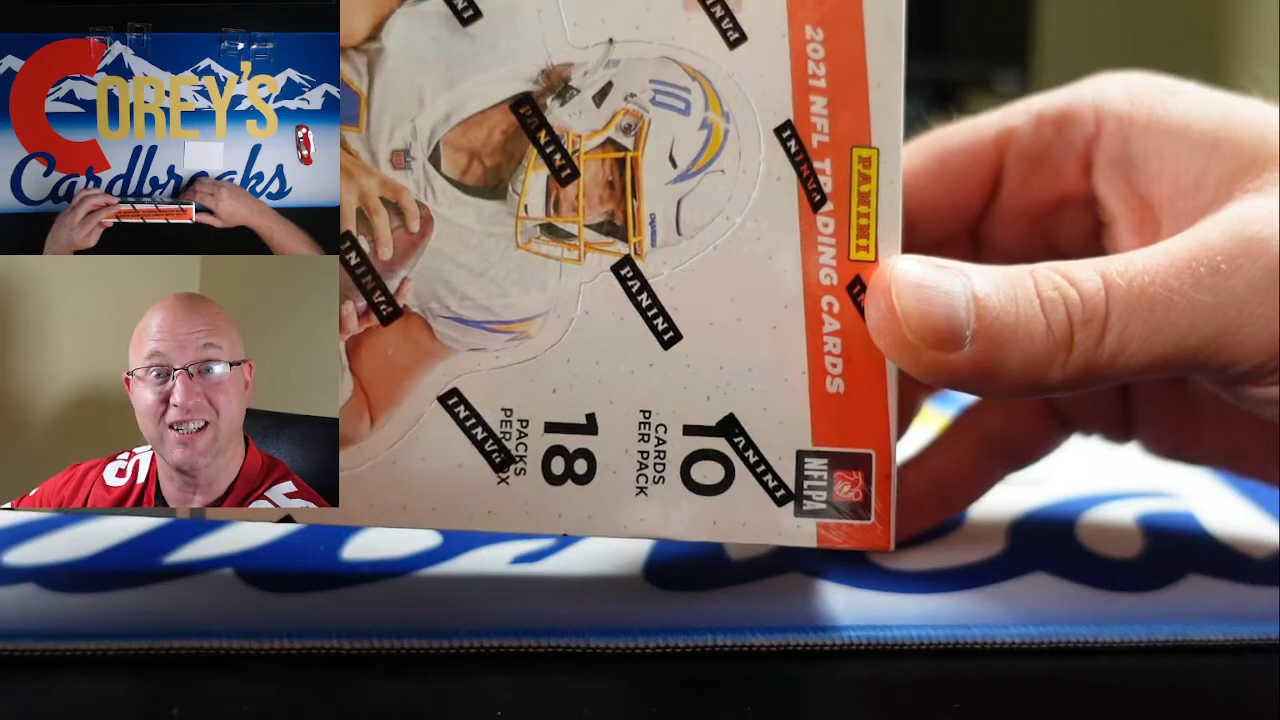 COREY'S
Cardbreaks
2021 NFL TRADING CARDS
PANINI
10
CARDS
PER PACK
18
PACKS
PER BOX
NFLPA
10
PANINI
PANINI
PANINI
PANINI
PANINI
PANINI
PANINI